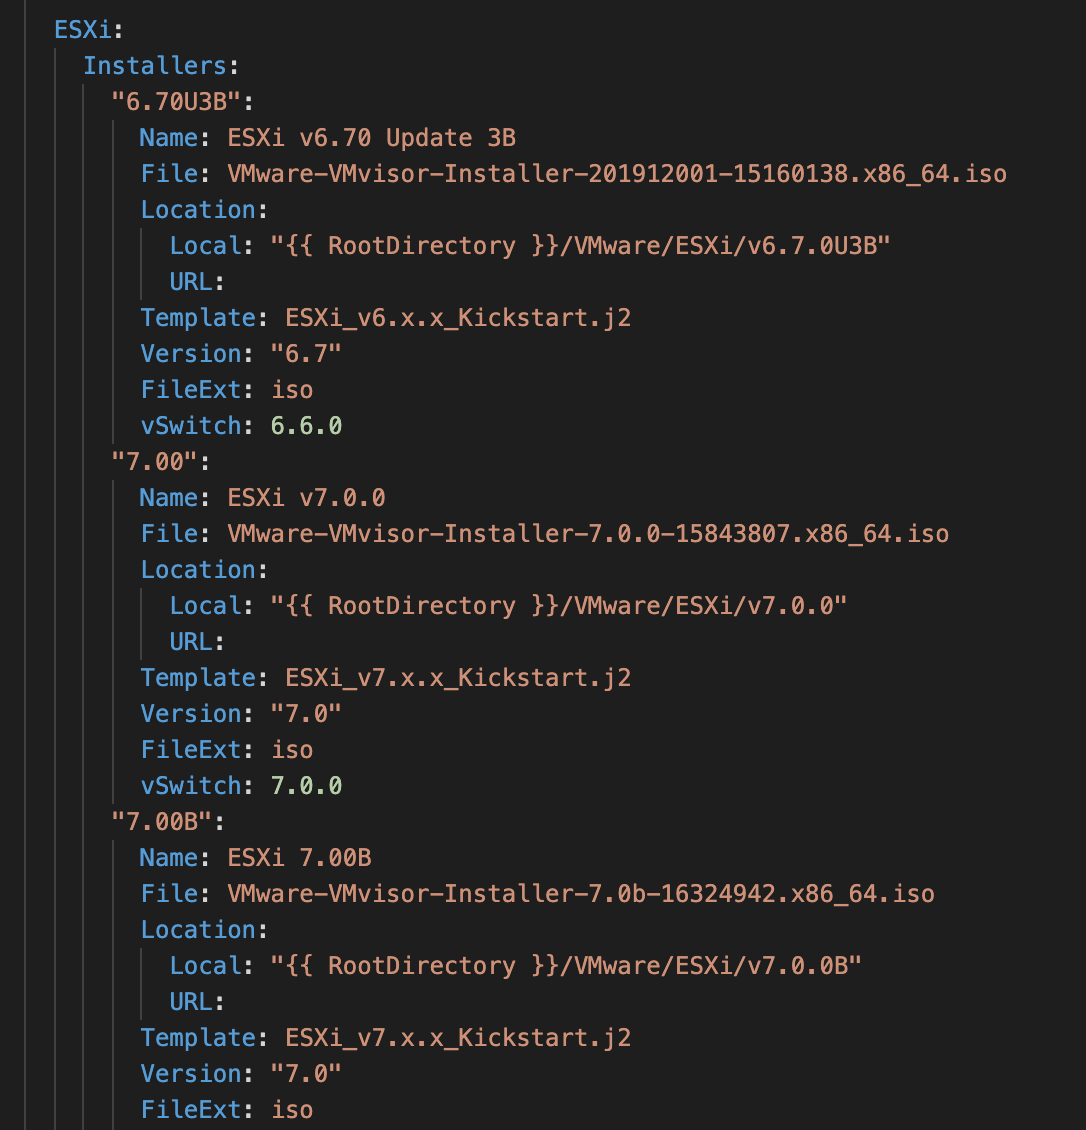 ESXi:
Installers:
"6.70U3B":
Name: ESXi v6.70 Update 3B
File: VMware-VMvisor-Installer-201912001-15160138.x86_64.iso
Location:
Local: "{{ RootDirectory }}/VMware/ESXi/v6.7.0U3B"
URL:
Template: ESXi_v6.x.x_Kickstart.j2
Version: "6.7"
FileExt: iso
vSwitch: 6.6.0
"7.00":
Name: ESXi v7.0.0
File: VMware-VMvisor-Installer-7.0.0-15843807.x86_64.iso
Location:
Local: "{{ RootDirectory }}/VMware/ESXi/v7.0.0"
URL:
Template: ESXi_v7.x.x_Kickstart.j2
Version: "7.0"
FileExt: iso
vSwitch: 7.0.0
"7.00B":
Name: ESXi 7.00B
File: VMware-VMvisor-Installer-7.0b-16324942.x86_64.iso
Location:
Local: "{{ RootDirectory }}/VMware/ESXi/v7.0.0B"
URL:
Template: ESXi_v7.x.x_Kickstart.j2
Version: "7.0"
FileExt: iso